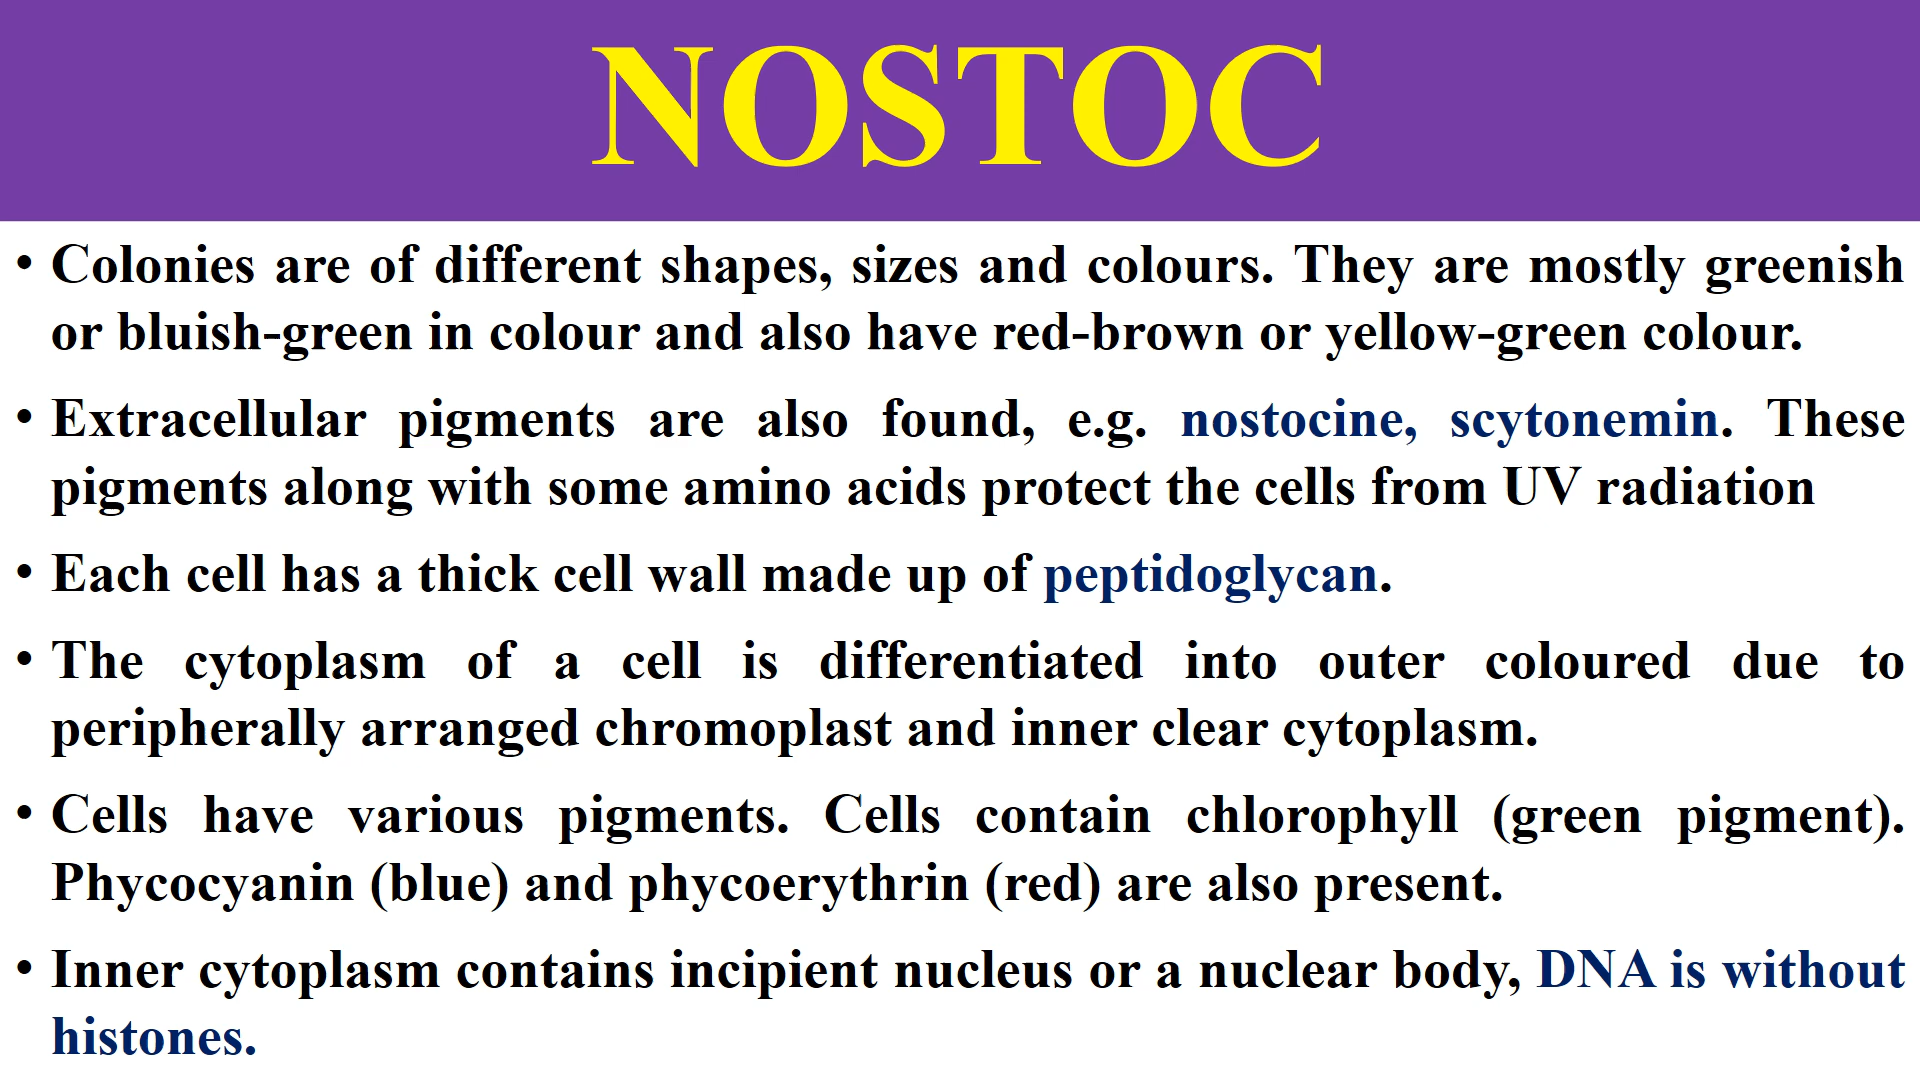 NOSTOC
• Colonies are of different shapes, sizes and colours. They are mostly greenish
or bluish-green in colour and also have red-brown or yellow-green colour.
• Extracellular pigments are also found, e.g. nostocine, scytonemin. These
pigments along with some amino acids protect the cells from UV radiation
• Each cell has a thick cell wall made up of peptidoglycan.
• The cytoplasm of a cell is differentiated into outer coloured due to
peripherally arranged chromoplast and inner clear cytoplasm.
• Cells have various pigments. Cells contain chlorophyll (green pigment).
Phycocyanin (blue) and phycoerythrin (red) are also present.
• Inner cytoplasm contains incipient nucleus or a nuclear body, DNA is without
histones.